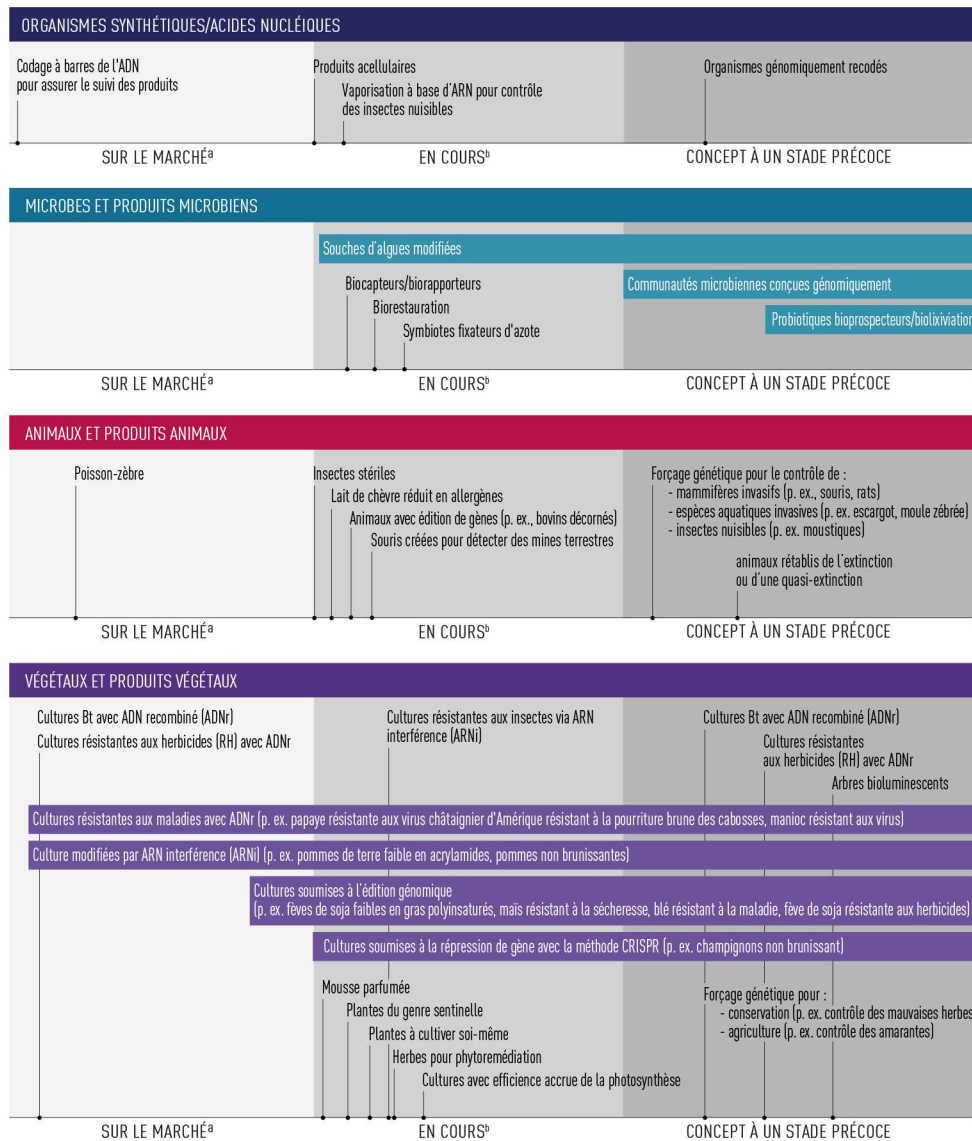 ORGANISMES SYNTHÉTIQUES/ACIDES NUCLÉIQUES
Codage à barres de l'ADN
pour assurer le suivi des produits
Produits acellulaires
Vaporisation à base d'ARN pour contrôle
des insectes nuisibles
Organismes génomiquement recodés
SUR LE MARCHÉᵃ
EN COURSᵇ
CONCEPT À UN STADE PRÉCOCE
MICROBES ET PRODUITS MICROBIENS
Souches d'algues modifiées
Communautés microbiennes conçues génomiquement
Probiotiques bioprospecteurs/biolixiviation
Biocapteurs/biorapporteurs
Biorestauration
Symbiotes fixateurs d'azote
SUR LE MARCHÉᵃ
EN COURSᵇ
CONCEPT À UN STADE PRÉCOCE
ANIMAUX ET PRODUITS ANIMAUX
Poisson-zèbre
Insectes stériles
Lait de chèvre réduit en allergènes
Animaux avec édition de gènes (p. ex., bovins décornés)
Souris créées pour détecter des mines terrestres
Forçage génétique pour le contrôle de :
- mammifères invasifs (p. ex., souris, rats)
- espèces aquatiques invasives (p. ex. escargot, moule zébrée)
- insectes nuisibles (p. ex. moustiques)
animaux rétablis de l'extinction
ou d'une quasi-extinction
SUR LE MARCHÉᵃ
EN COURSᵇ
CONCEPT À UN STADE PRÉCOCE
VÉGÉTAUX ET PRODUITS VÉGÉTAUX
Cultures Bt avec ADN recombiné (ADNr)
Cultures résistantes aux herbicides (RH) avec ADNr
Cultures résistantes aux insectes via ARN
interférence (ARNi)
Cultures Bt avec ADN recombiné (ADNr)
Cultures résistantes
aux herbicides (RH) avec ADNr
Arbres bioluminescents
Cultures résistantes aux maladies avec ADNr (p. ex. papaye résistante aux virus châtaignier d'Amérique résistant à la pourriture brune des cabosses, manioc résistant aux virus)
Culture modifiées par ARN interférence (ARNi) (p. ex. pommes de terre faible en acrylamides, pommes non brunissantes)
Cultures soumises à l'édition génomique
(p. ex. fèves de soja faibles en gras polyinsaturés, maïs résistant à la sécheresse, blé résistant à la maladie, fève de soja résistante aux herbicides)
Cultures soumises à la répression de gène avec la méthode CRISPR (p. ex. champignons non brunissant)
Mousse parfumée
Plantes du genre sentinelle
Plantes à cultiver soi-même
Herbes pour phytoremédiation
Cultures avec efficience accrue de la photosynthèse
Forçage génétique pour :
- conservation (p. ex. contrôle des mauvaises herbes
- agriculture (p. ex. contrôle des amarantes)
SUR LE MARCHÉᵃ
EN COURSᵇ
CONCEPT À UN STADE PRÉCOCE